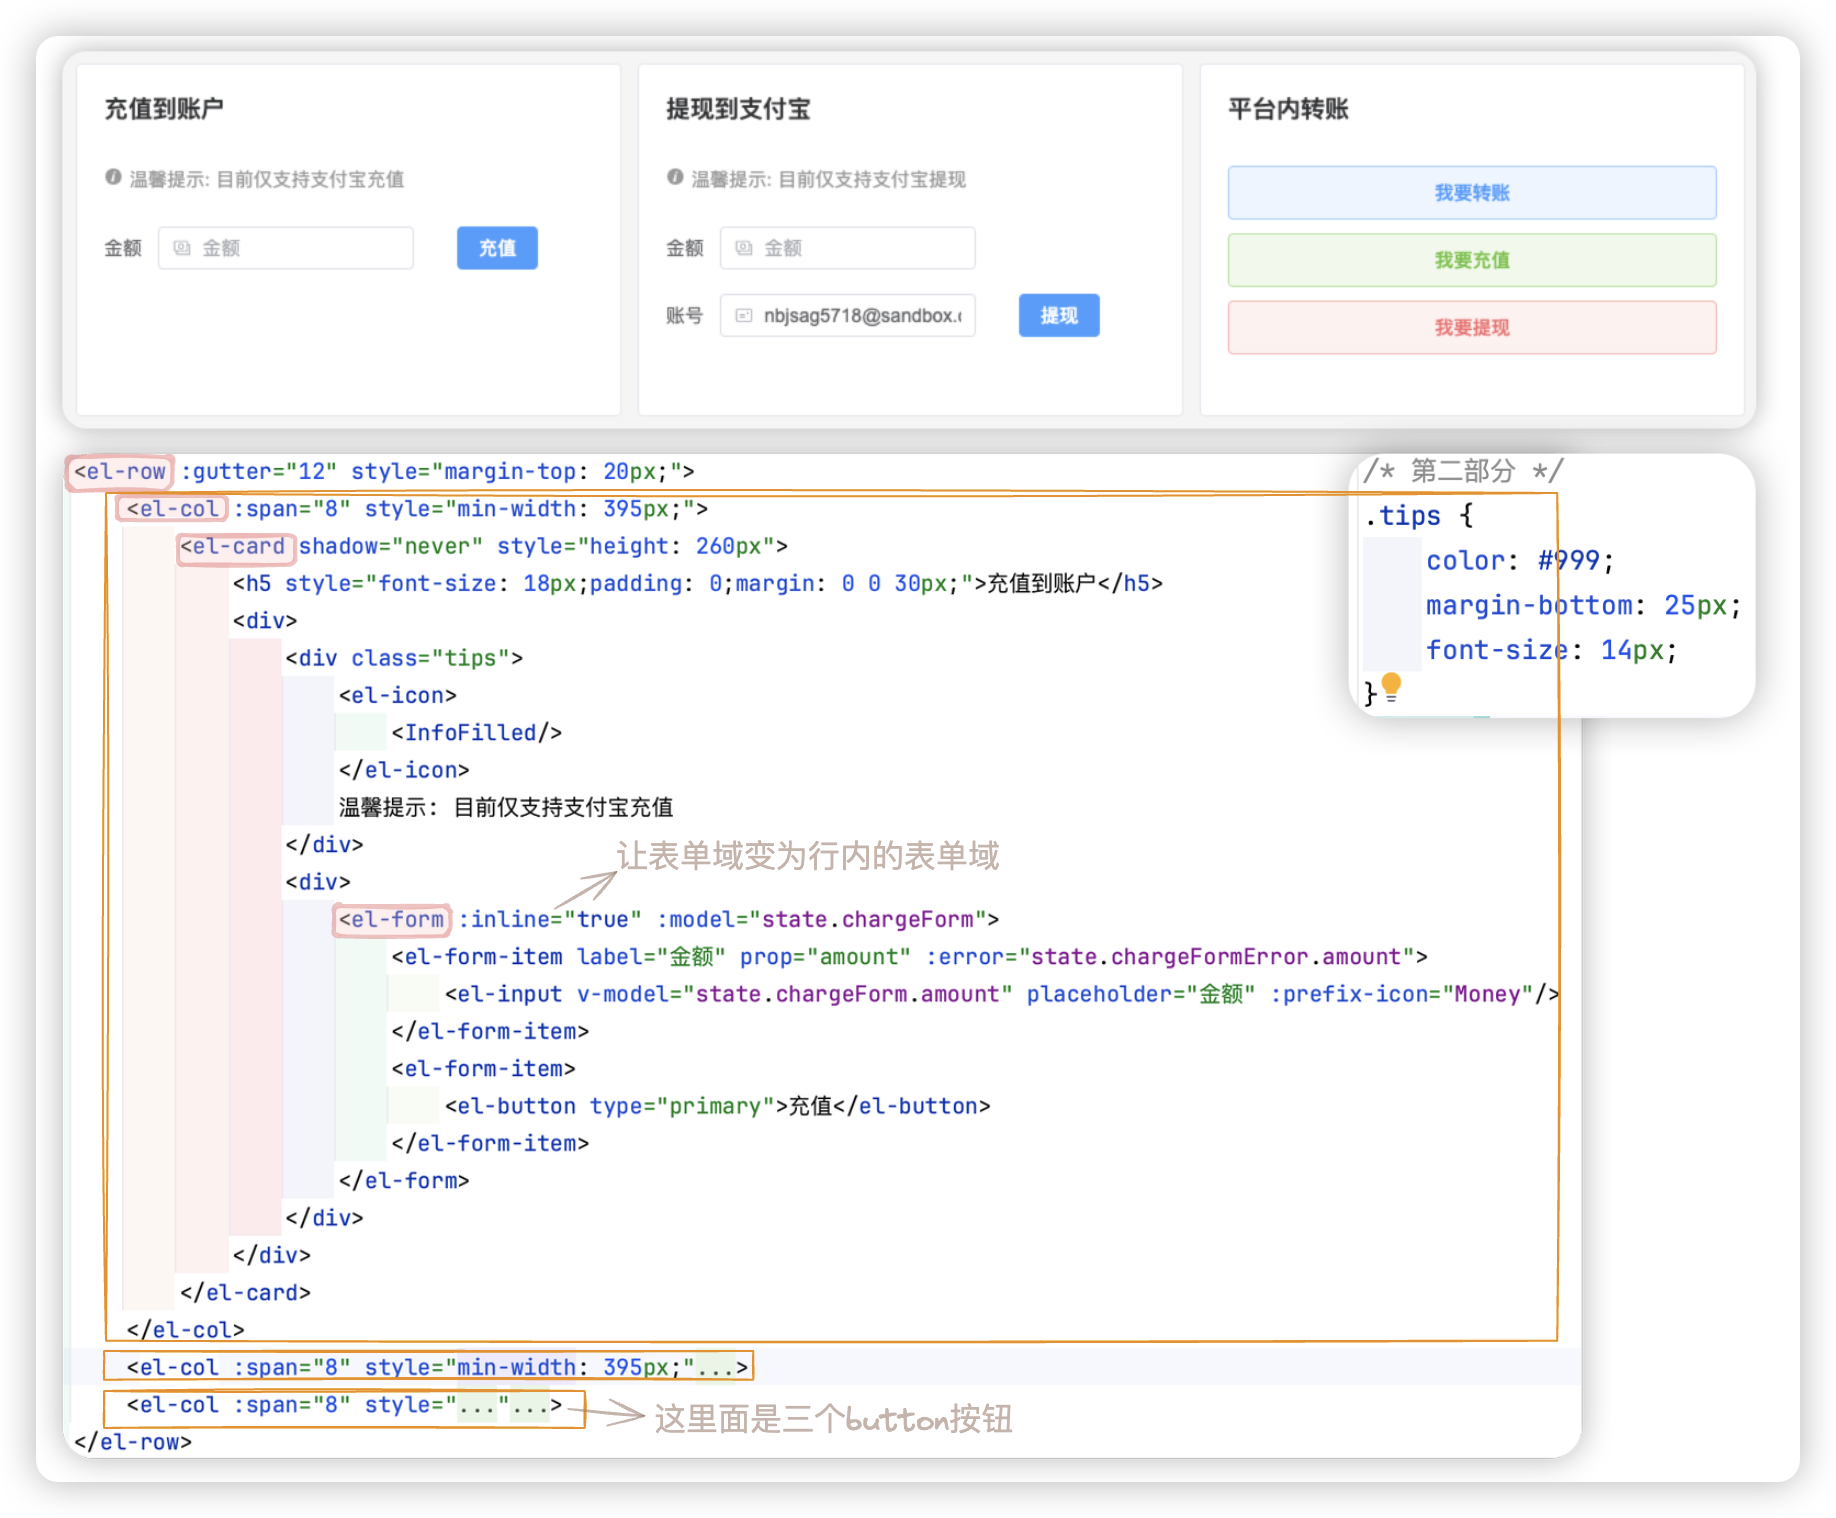 充值到账户
温馨提示: 目前仅支持支付宝充值
金额 金额 充值
提现到支付宝
温馨提示: 目前仅支持支付宝提现
金额 金额
账号 nbjsag5718@sandbox.c 提现
平台内转账
我要转账
我要充值
我要提现
<el-row :gutter="12" style="margin-top: 20px;">
<el-col :span="8" style="min-width: 395px;">
<el-card shadow="never" style="height: 260px">
<h5 style="font-size: 18px;padding: 0;margin: 0 0 30px;">充值到账户</h5>
<div>
<div class="tips">
<el-icon>
<InfoFilled/>
</el-icon>
温馨提示: 目前仅支持支付宝充值
</div>
让表单域变为行内的表单域
<div>
<el-form :inline="true" :model="state.chargeForm">
<el-form-item label="金额" prop="amount" :error="state.chargeFormError.amount">
<el-input v-model="state.chargeForm.amount" placeholder="金额" :prefix-icon="Money"/>
</el-form-item>
<el-form-item>
<el-button type="primary">充值</el-button>
</el-form-item>
</el-form>
</div>
</div>
</el-card>
</el-col>
<el-col :span="8" style="min-width: 395px;"...>
<el-col :span="8" style="..."...>
这里面是三个button按钮
</el-row>
/* 第二部分 */
.tips {
color: #999;
margin-bottom: 25px;
font-size: 14px;
}